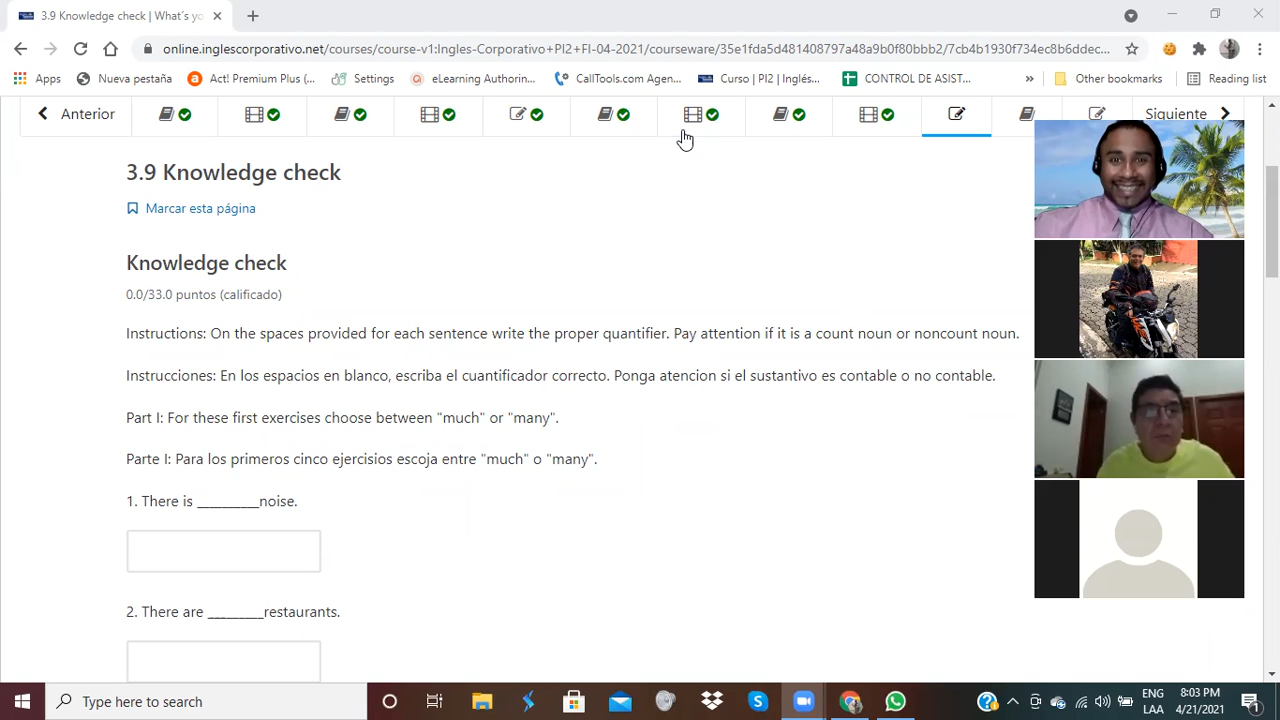 3.9 Knowledge check | What´s yo
online.inglescorporativo.net/courses/course-v1:Ingles-Corporativo+PI2+FI-04-2021/courseware/35e1fda5d481408797a48a9b0f80bbb2/7cb4b1930f734ec8b6ddec...
Apps Nueva pestaña Act! Premium Plus (... Settings eLearning Authorin... CallTools.com Agen... Curso | PI2 | Inglés... CONTROL DE ASIST... » Other bookmarks Reading list
Anterior Siguiente
3.9 Knowledge check
Marcar esta página
Knowledge check
0.0/33.0 puntos (calificado)
Instructions: On the spaces provided for each sentence write the proper quantifier. Pay attention if it is a count noun or noncount noun.
Instrucciones: En los espacios en blanco, escriba el cuantificador correcto. Ponga atencion si el sustantivo es contable o no contable.
Part I: For these first exercises choose between "much" or "many".
Parte I: Para los primeros cinco ejercisios escoja entre "much" o "many".
1. There is _________noise.
2. There are ________restaurants.
Type here to search
ENG 8:03 PM
LAA 4/21/2021